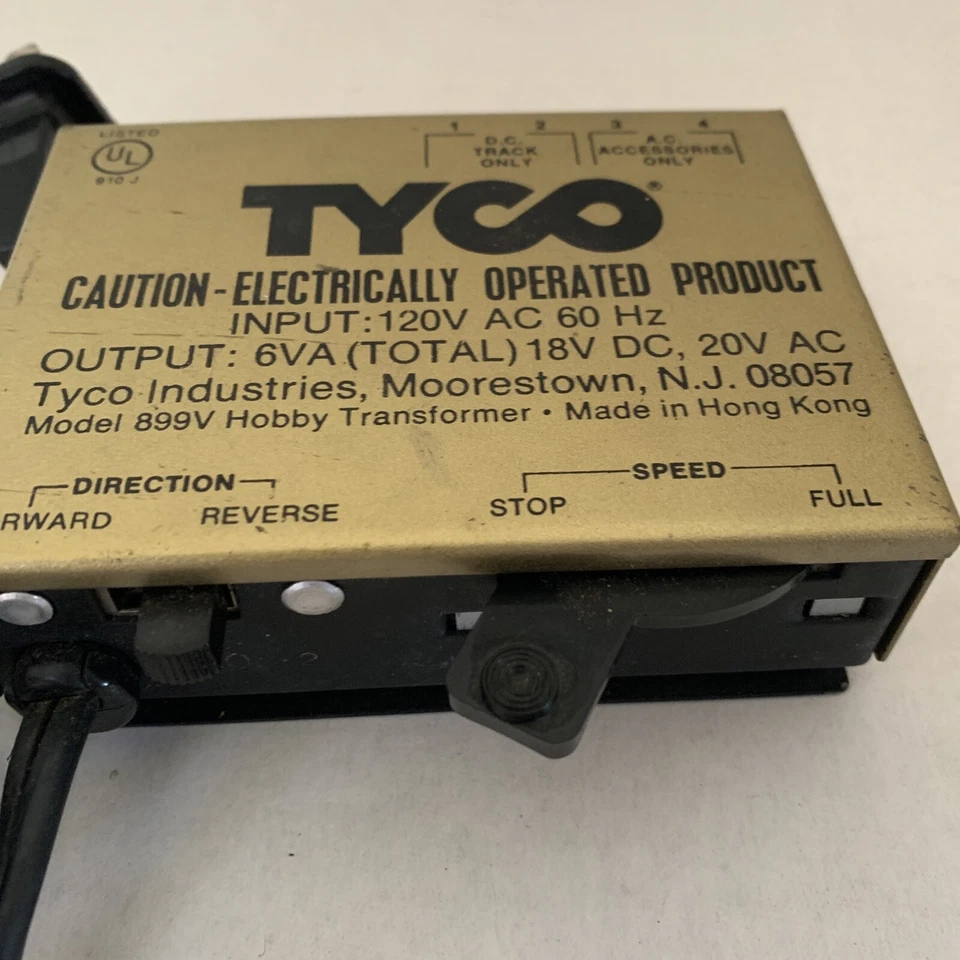 LISTED
UL
910 J
1 2 3 4
D.C. TRACK ONLY
A.C. ACCESSORIES ONLY
TYCO®
CAUTION-ELECTRICALLY OPERATED PRODUCT
INPUT: 120V AC 60 Hz
OUTPUT: 6VA (TOTAL) 18V DC, 20V AC
Tyco Industries, Moorestown, N.J. 08057
Model 899V Hobby Transformer • Made in Hong Kong
DIRECTION
RWARD REVERSE
SPEED
STOP FULL